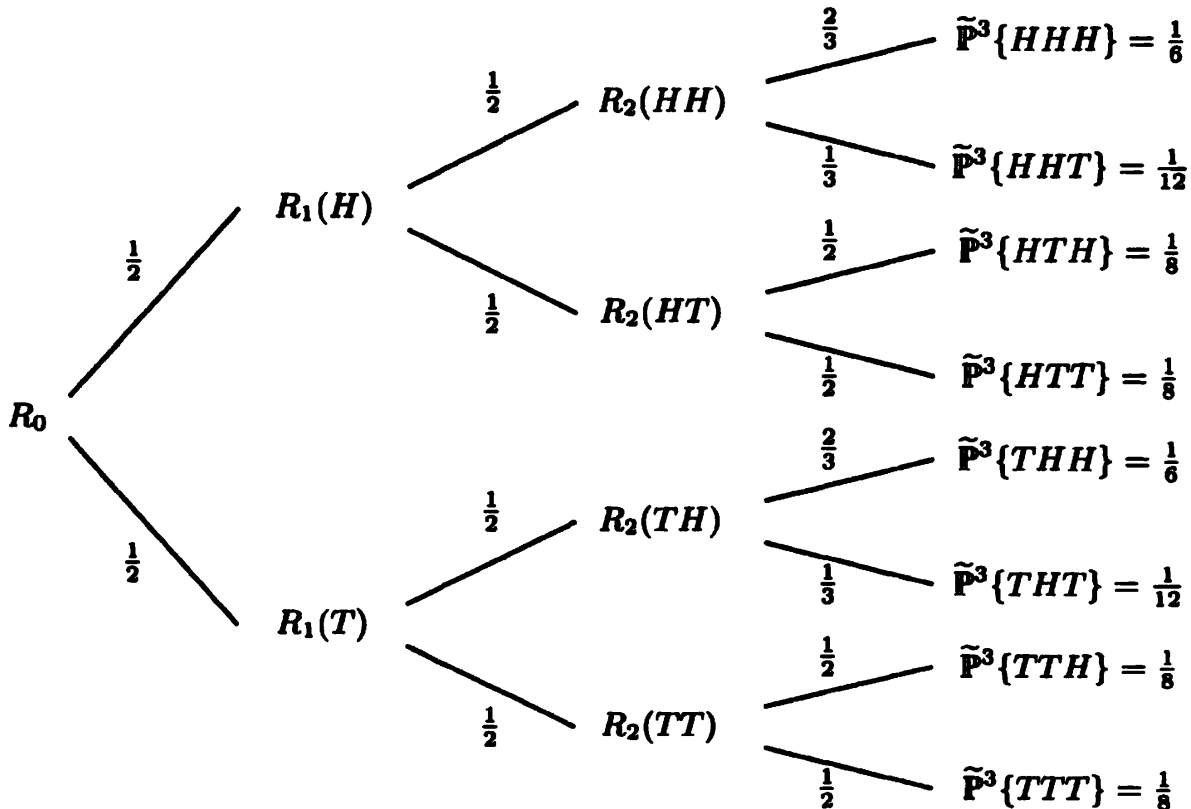 2/3 P̃³{HHH} = 1/6
1/2 R₂(HH)
1/3 P̃³{HHT} = 1/12
R₁(H)
1/2 1/2 P̃³{HTH} = 1/8
1/2 R₂(HT)
1/2 P̃³{HTT} = 1/8
R₀
2/3 P̃³{THH} = 1/6
1/2 R₂(TH)
1/2 1/3 P̃³{THT} = 1/12
R₁(T)
1/2 P̃³{TTH} = 1/8
1/2 R₂(TT)
1/2 P̃³{TTT} = 1/8